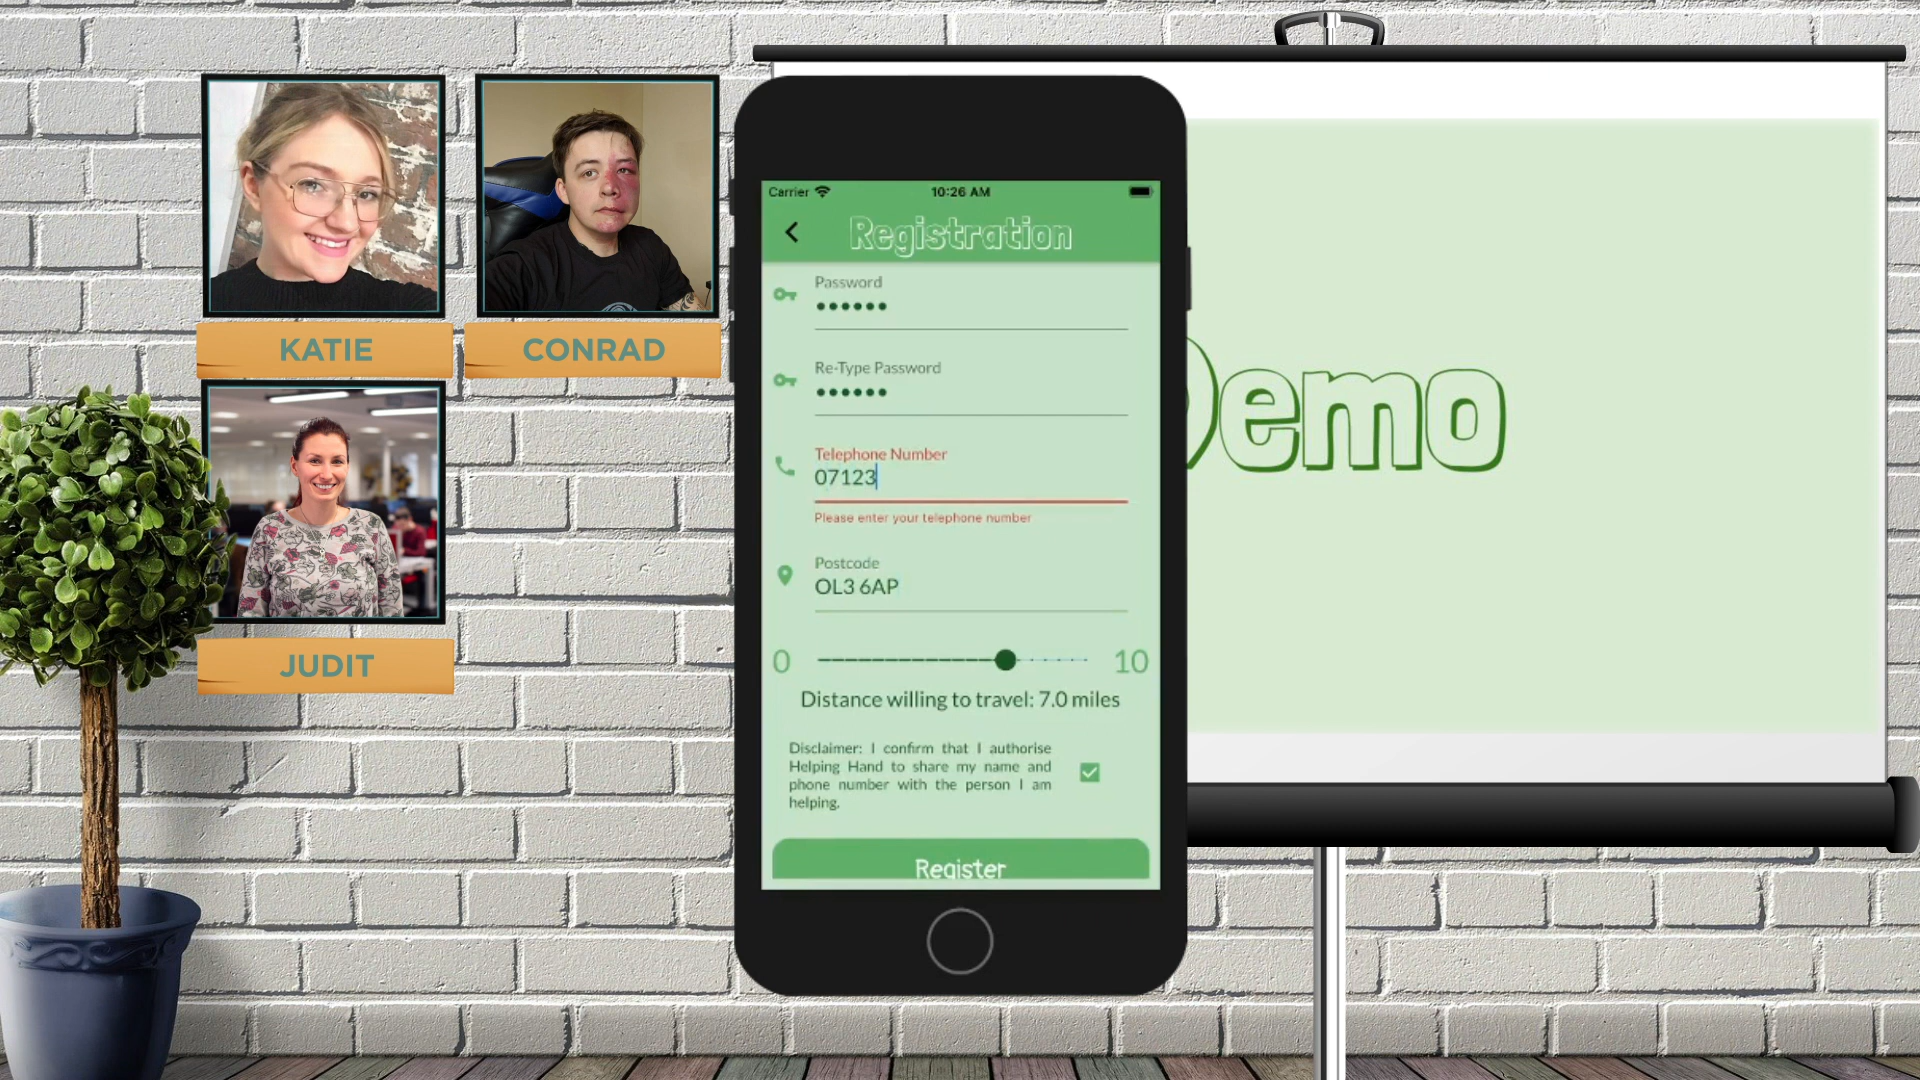 KATIE
CONRAD
JUDIT
Carrier
10:26 AM
Registration
Password
Re-Type Password
Telephone Number
07123
Please enter your telephone number
Postcode
OL3 6AP
0
10
Distance willing to travel: 7.0 miles
Disclaimer: I confirm that I authorise
Helping Hand to share my name and
phone number with the person I am
helping.
Register
Demo